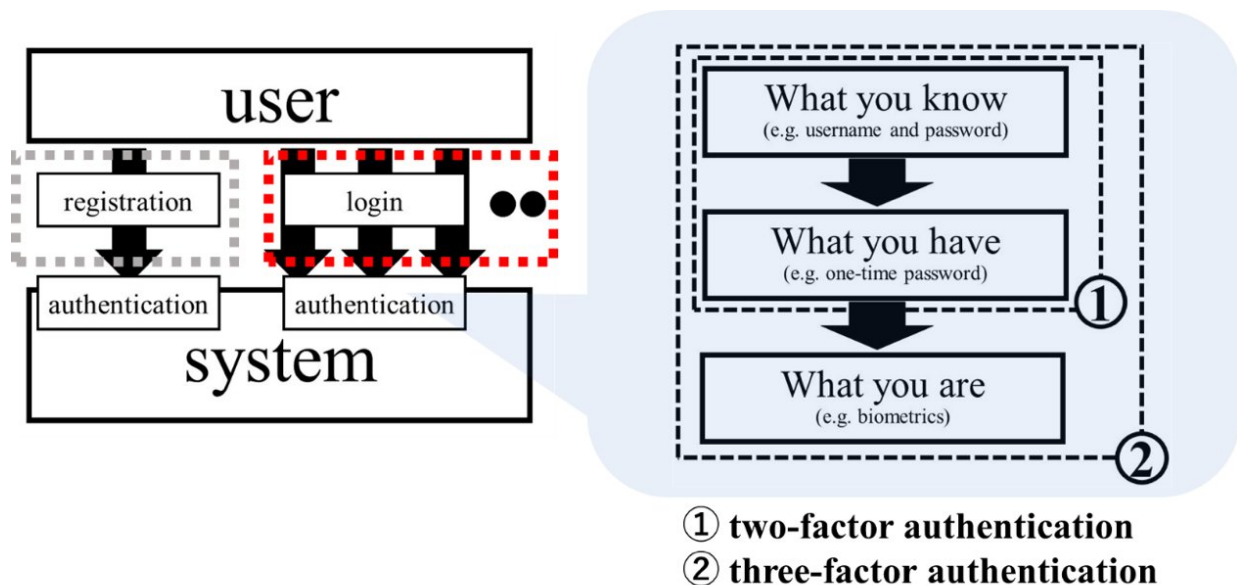 user
registration
login
authentication
authentication
system
What you know
(e.g. username and password)
What you have
(e.g. one-time password)
①
What you are
(e.g. biometrics)
②
① two-factor authentication
② three-factor authentication